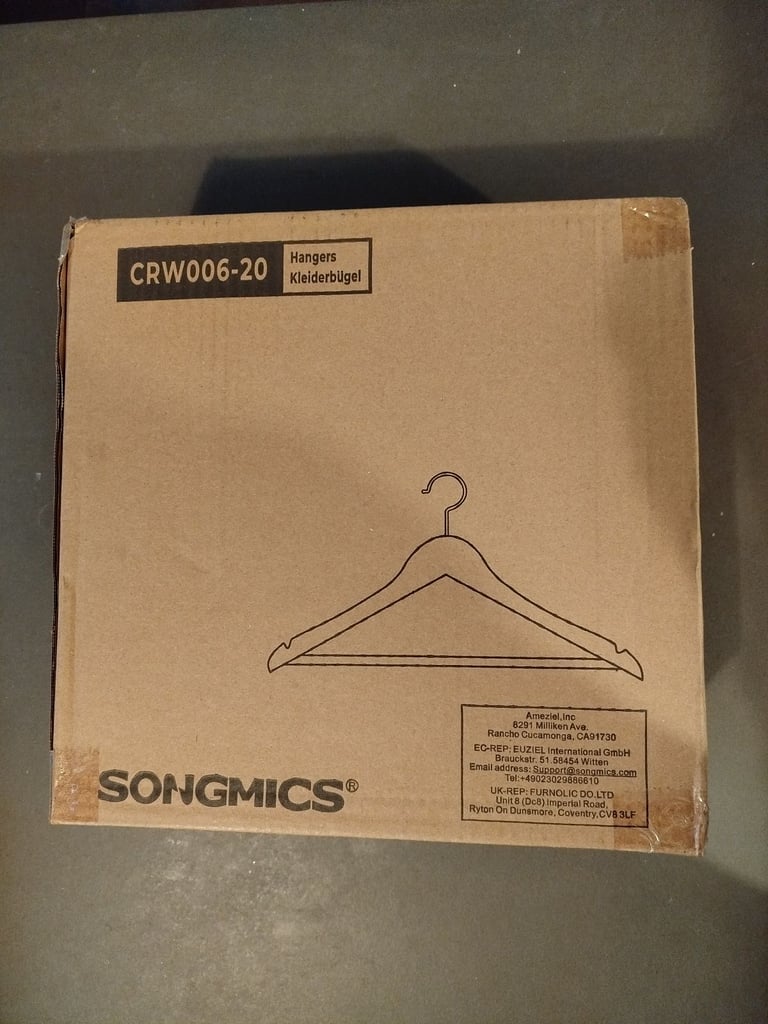 CRW006-20
Hangers
Kleiderbügel
Ameziel,Inc
8291 Milliken Ave.
Rancho Cucamonga, CA91730
EC-REP: EUZIEL International GmbH
Brauckstr. 51.58454 Witten
Email address: Support@songmics.com
Tel:+49023029886610
UK-REP: FURNOLIC DO.LTD
Unit 8 (Dc8) Imperial Road,
Ryton On Dunsmore, Coventry,CV8 3LF
SONGMICS®